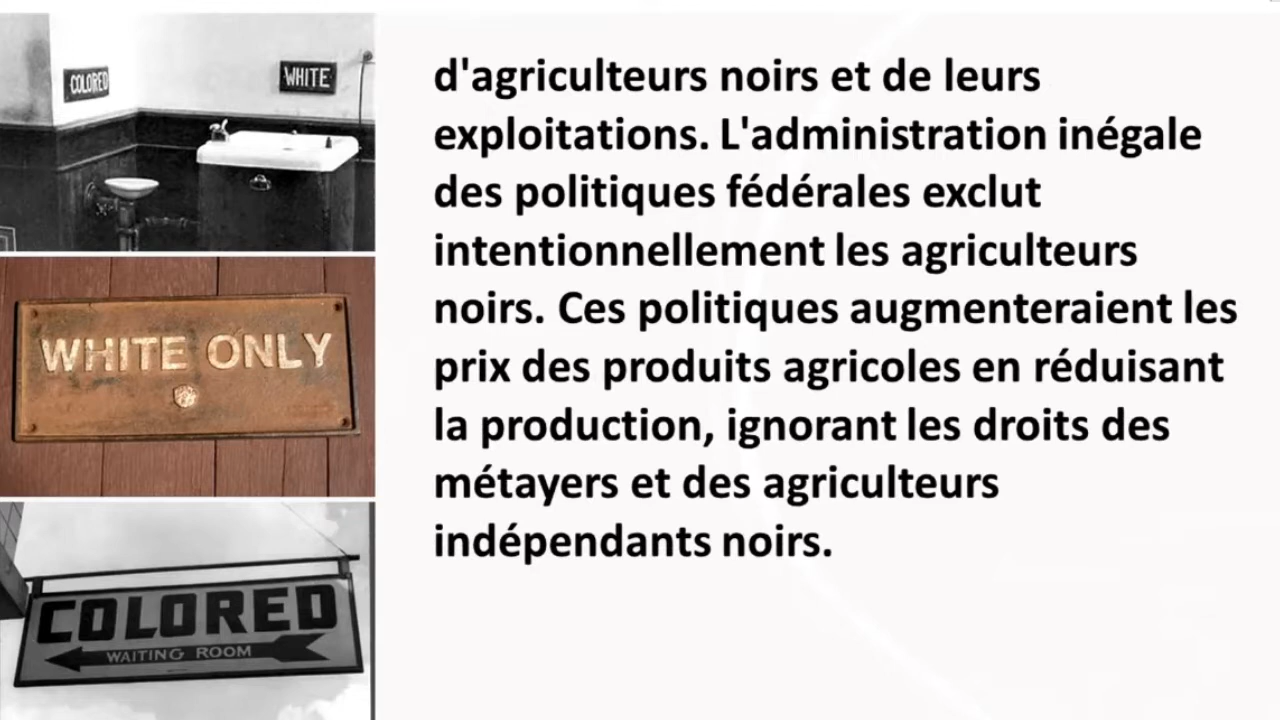 COLORED
WHITE
WHITE ONLY
COLORED
WAITING ROOM
d'agriculteurs noirs et de leurs
exploitations. L'administration inégale
des politiques fédérales exclut
intentionnellement les agriculteurs
noirs. Ces politiques augmenteraient les
prix des produits agricoles en réduisant
la production, ignorant les droits des
métayers et des agriculteurs
indépendants noirs.